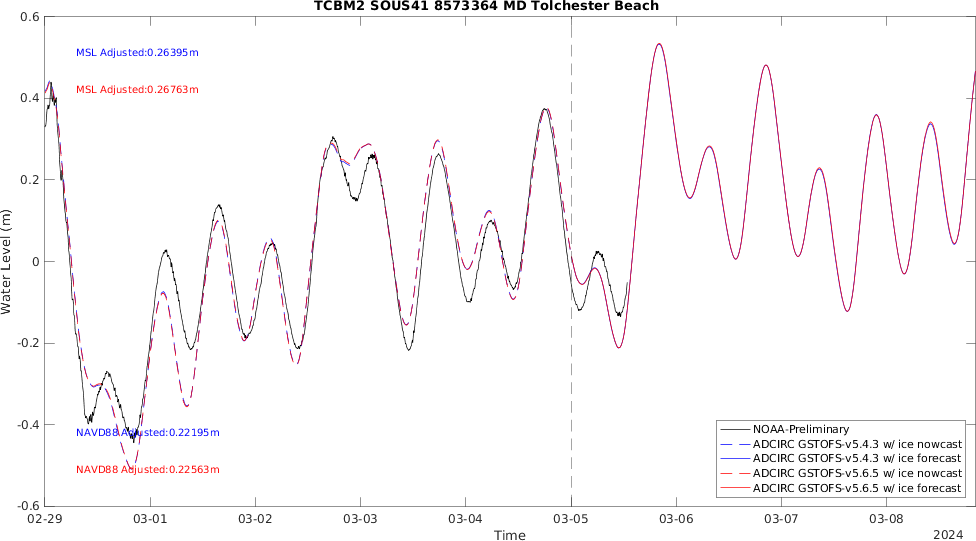 TCBM2 SOUS41 8573364 MD Tolchester Beach
Water Level (m)
0.6
0.4
0.2
0
-0.2
-0.4
-0.6
MSL Adjusted:0.26395m
MSL Adjusted:0.26763m
NAVD88 Adjusted:0.22195m
NAVD88 Adjusted:0.22563m
NOAA-Preliminary
ADCIRC GSTOFS-v5.4.3 w/ ice nowcast
ADCIRC GSTOFS-v5.4.3 w/ ice forecast
ADCIRC GSTOFS-v5.6.5 w/ ice nowcast
ADCIRC GSTOFS-v5.6.5 w/ ice forecast
02-29 03-01 03-02 03-03 03-04 03-05 03-06 03-07 03-08
Time
2024